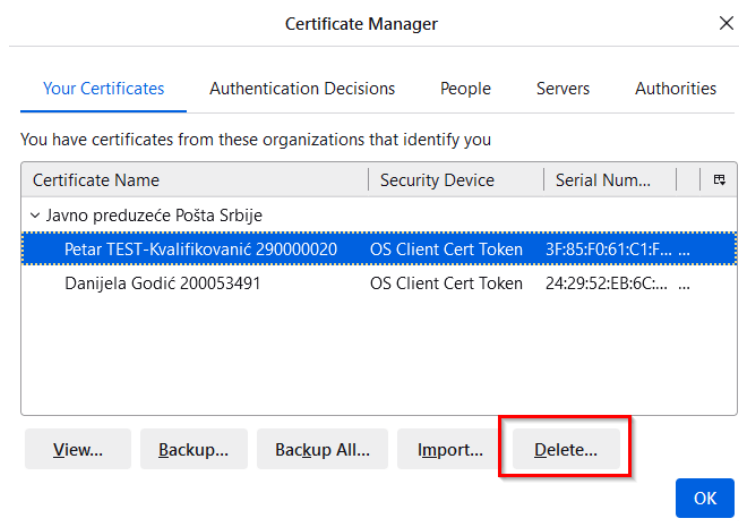 Certificate Manager
Your Certificates Authentication Decisions People Servers Authorities
You have certificates from these organizations that identify you
Certificate Name Security Device Serial Num...
Javno preduzeće Pošta Srbije
Petar TEST-Kvalifikovanić 290000020 OS Client Cert Token 3F:85:F0:61:C1:F... ...
Danijela Godić 200053491 OS Client Cert Token 24:29:52:EB:6C:... ...
View... Backup... Backup All... Import... Delete...
OK